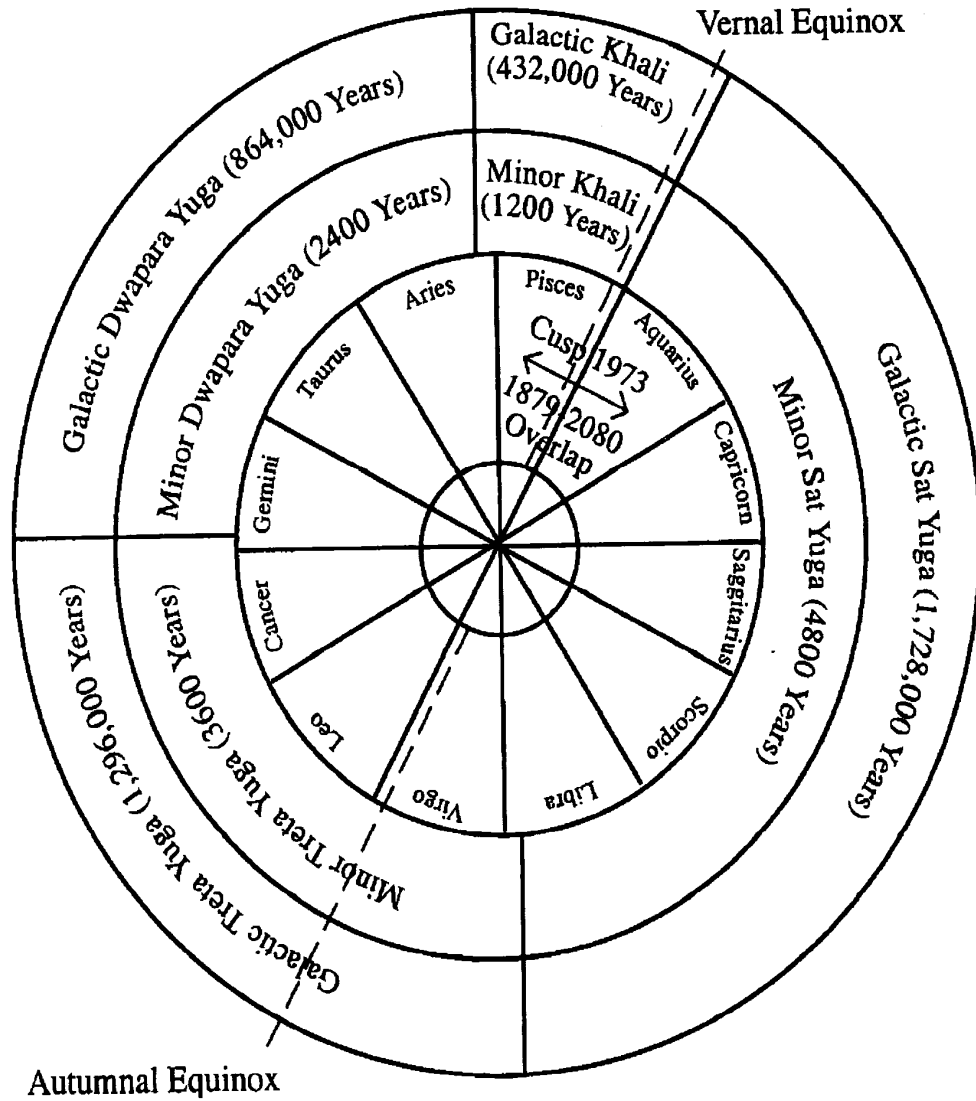 Vernal Equinox
Galactic Khali
(432,000 Years)
Galactic Dwapara Yuga (864,000 Years)
Minor Khali
(1200 Years)
Minor Dwapara Yuga (2400 Years)
Aries
Pisces
Taurus
Cusp 1973
Aquarius
1879-2080
Overlap
Gemini
Capricorn
Minor Sat Yuga (4800 Years)
Galactic Sat Yuga (1,728,000 Years)
Cancer
Saggitarius
Leo
Scorpio
Virgo
Libra
Minor Treta Yuga (3600 Years)
Galactic Treta Yuga (1,296,000 Years)
Autumnal Equinox